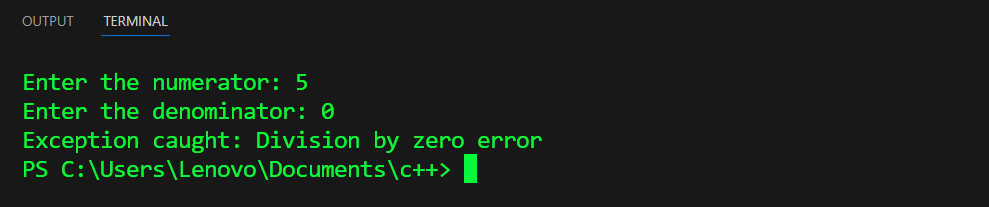 OUTPUT TERMINAL
Enter the numerator: 5
Enter the denominator: 0
Exception caught: Division by zero error
PS C:\Users\Lenovo\Documents\c++>